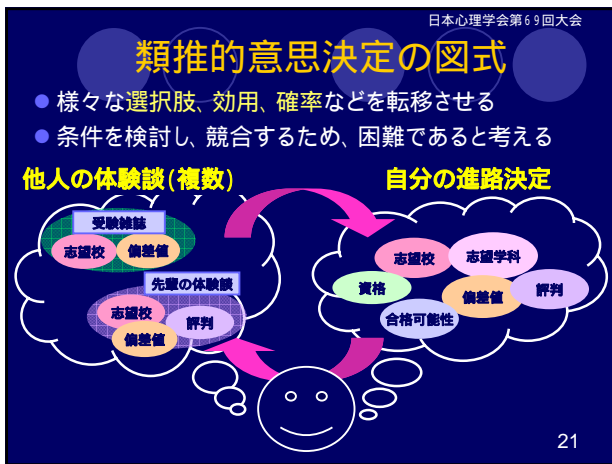 日本心理学会第69回大会
類推的意思決定の図式
様々な選択肢、効用、確率などを転移させる
条件を検討し、競合するため、困難であると考える
他人の体験談(複数)
自分の進路決定
受験雑誌
志望校
偏差値
先輩の体験談
志望校
評判
偏差値
志望校
志望学科
資格
偏差値
評判
合格可能性
21